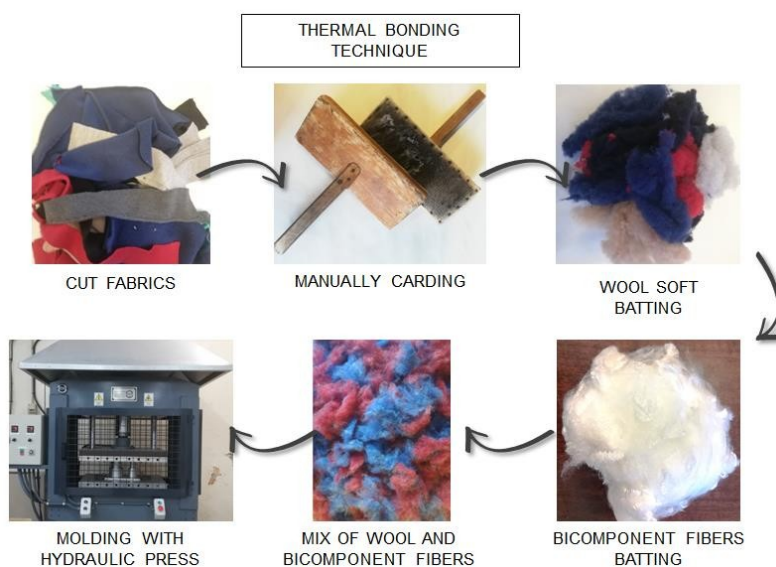 THERMAL BONDING
TECHNIQUE
CUT FABRICS
MANUALLY CARDING
WOOL SOFT
BATTING
MOLDING WITH
HYDRAULIC PRESS
MIX OF WOOL AND
BICOMPONENT FIBERS
BICOMPONENT FIBERS
BATTING